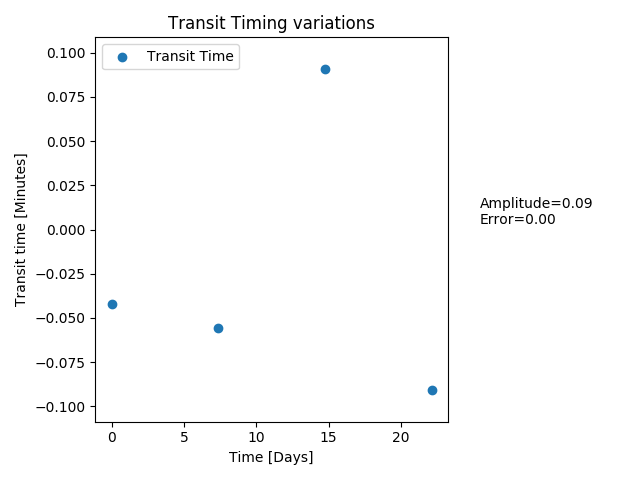 Transit Timing variations
Transit Time
0.100
0.075
0.050
0.025
0.000
−0.025
−0.050
−0.075
−0.100
Transit time [Minutes]
0
5
10
15
20
Time [Days]
Amplitude=0.09
Error=0.00